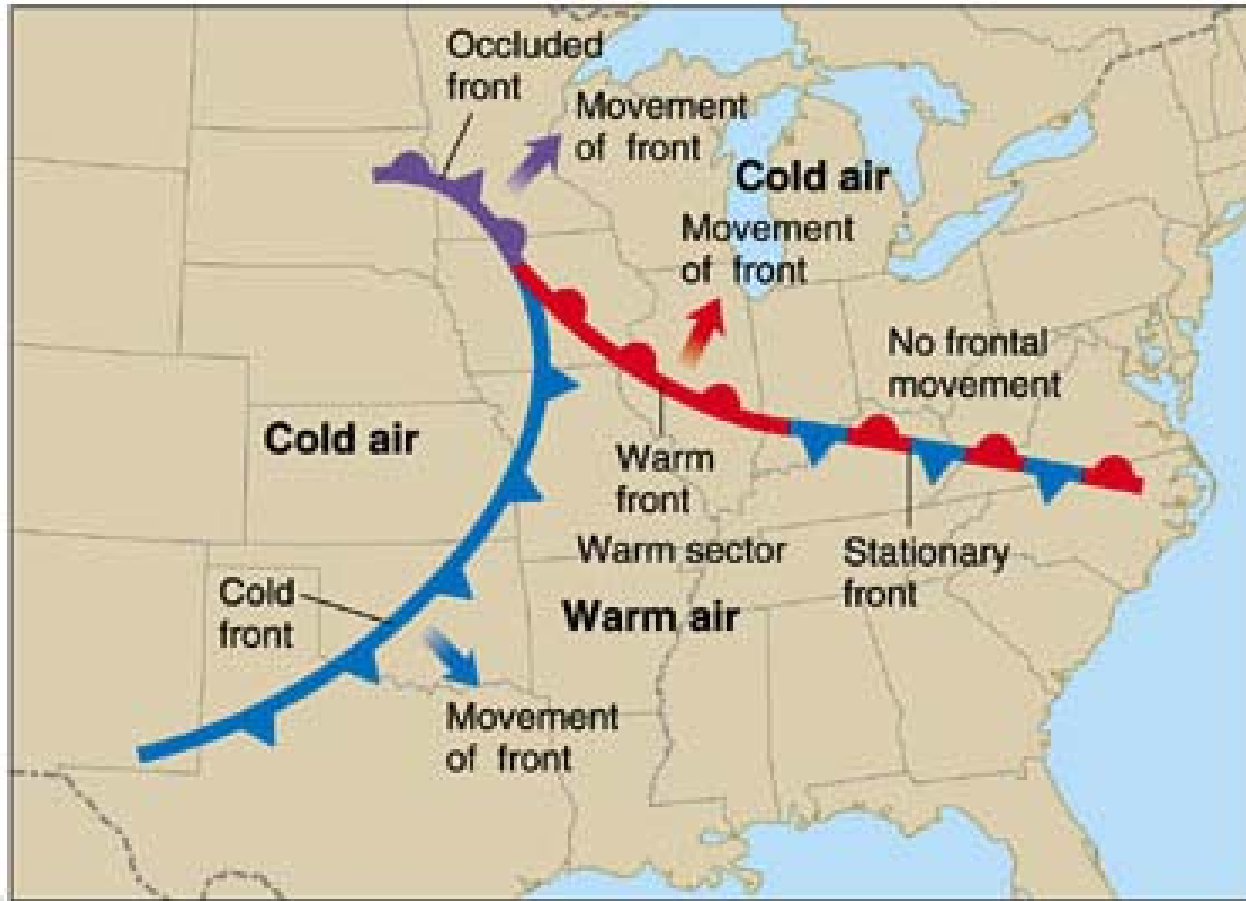 Occluded
front
Movement
of front
Cold air
Movement
of front
No frontal
movement
Cold air
Warm
front
Warm sector
Stationary
front
Cold
front
Warm air
Movement
of front